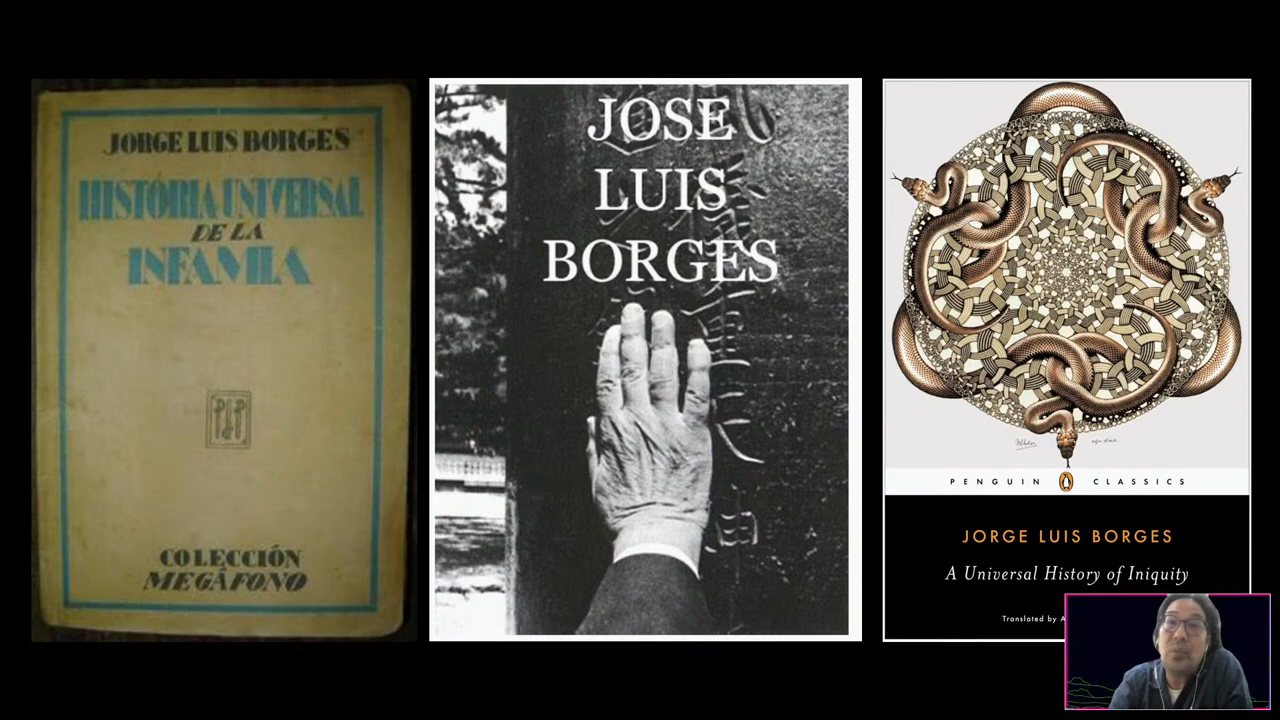 JORGE LUIS BORGES
HISTORIA UNIVERSAL
DE LA
INFAMIA
COLECCIÓN
MEGÁFONO
JOSE
LUIS
BORGES
PENGUIN CLASSICS
JORGE LUIS BORGES
A Universal History of Iniquity
Translated by A